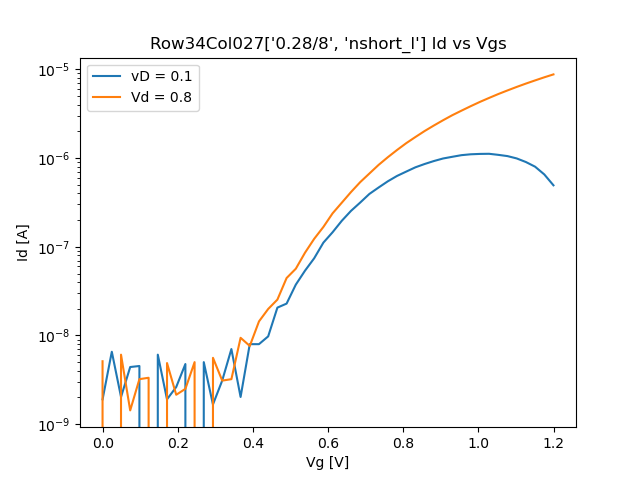 Row34Col027['0.28/8', 'nshort_l'] Id vs Vgs
vD = 0.1
Vd = 0.8
Id [A]
10⁻⁵
10⁻⁶
10⁻⁷
10⁻⁸
10⁻⁹
0.0 0.2 0.4 0.6 0.8 1.0 1.2
Vg [V]